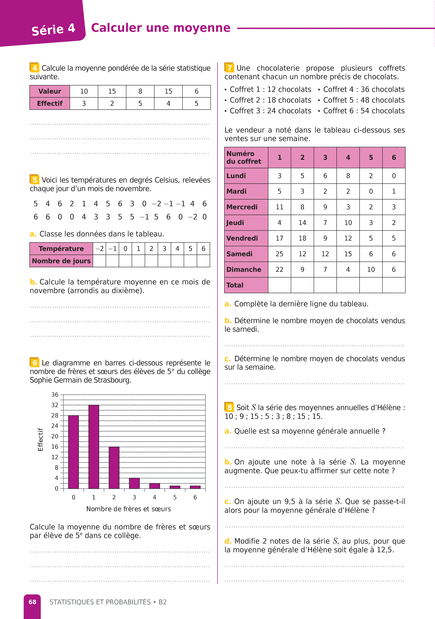 Série 4
Calculer une moyenne
4 Calcule la moyenne pondérée de la série statistique
suivante.
Valeur 10 15 8 15 6
Effectif 3 2 5 4 5
5 Voici les températures en degrés Celsius, relevées
chaque jour d'un mois de novembre.
5 4 6 2 1 4 5 6 3 0 −2 −1 −1 4 6
6 6 0 0 4 3 3 5 5 −1 5 6 0 −2 0
a. Classe les données dans le tableau.
Température −2 −1 0 1 2 3 4 5 6
Nombre de jours
b. Calcule la température moyenne en ce mois de
novembre (arrondis au dixième).
6 Le diagramme en barres ci-dessous représente le
nombre de frères et sœurs des élèves de 5e du collège
Sophie Germain de Strasbourg.
36
32
28
24
20
16
12
8
4
0
Effectif
0 1 2 3 4 5 6
Nombre de frères et sœurs
Calcule la moyenne du nombre de frères et sœurs
par élève de 5e dans ce collège.
7 Une chocolaterie propose plusieurs coffrets
contenant chacun un nombre précis de chocolats.
• Coffret 1 : 12 chocolats • Coffret 4 : 36 chocolats
• Coffret 2 : 18 chocolats • Coffret 5 : 48 chocolats
• Coffret 3 : 24 chocolats • Coffret 6 : 54 chocolats
Le vendeur a noté dans le tableau ci-dessous ses
ventes sur une semaine.
Numéro
du coffret 1 2 3 4 5 6
Lundi 3 5 6 8 2 0
Mardi 5 3 2 2 0 1
Mercredi 11 8 9 3 2 3
Jeudi 4 14 7 10 3 2
Vendredi 17 18 9 12 5 5
Samedi 25 12 12 15 6 6
Dimanche 22 9 7 4 10 6
Total
a. Complète la dernière ligne du tableau.
b. Détermine le nombre moyen de chocolats vendus
le samedi.
c. Détermine le nombre moyen de chocolats vendus
sur la semaine.
8 Soit S la série des moyennes annuelles d'Hélène :
10 ; 9 ; 15 ; 5 ; 3 ; 8 ; 15 ; 15.
a. Quelle est sa moyenne générale annuelle ?
b. On ajoute une note à la série S. La moyenne
augmente. Que peux-tu affirmer sur cette note ?
c. On ajoute un 9,5 à la série S. Que se passe-t-il
alors pour la moyenne générale d'Hélène ?
d. Modifie 2 notes de la série S, au plus, pour que
la moyenne générale d'Hélène soit égale à 12,5.
68 STATISTIQUES ET PROBABILITÉS • B2